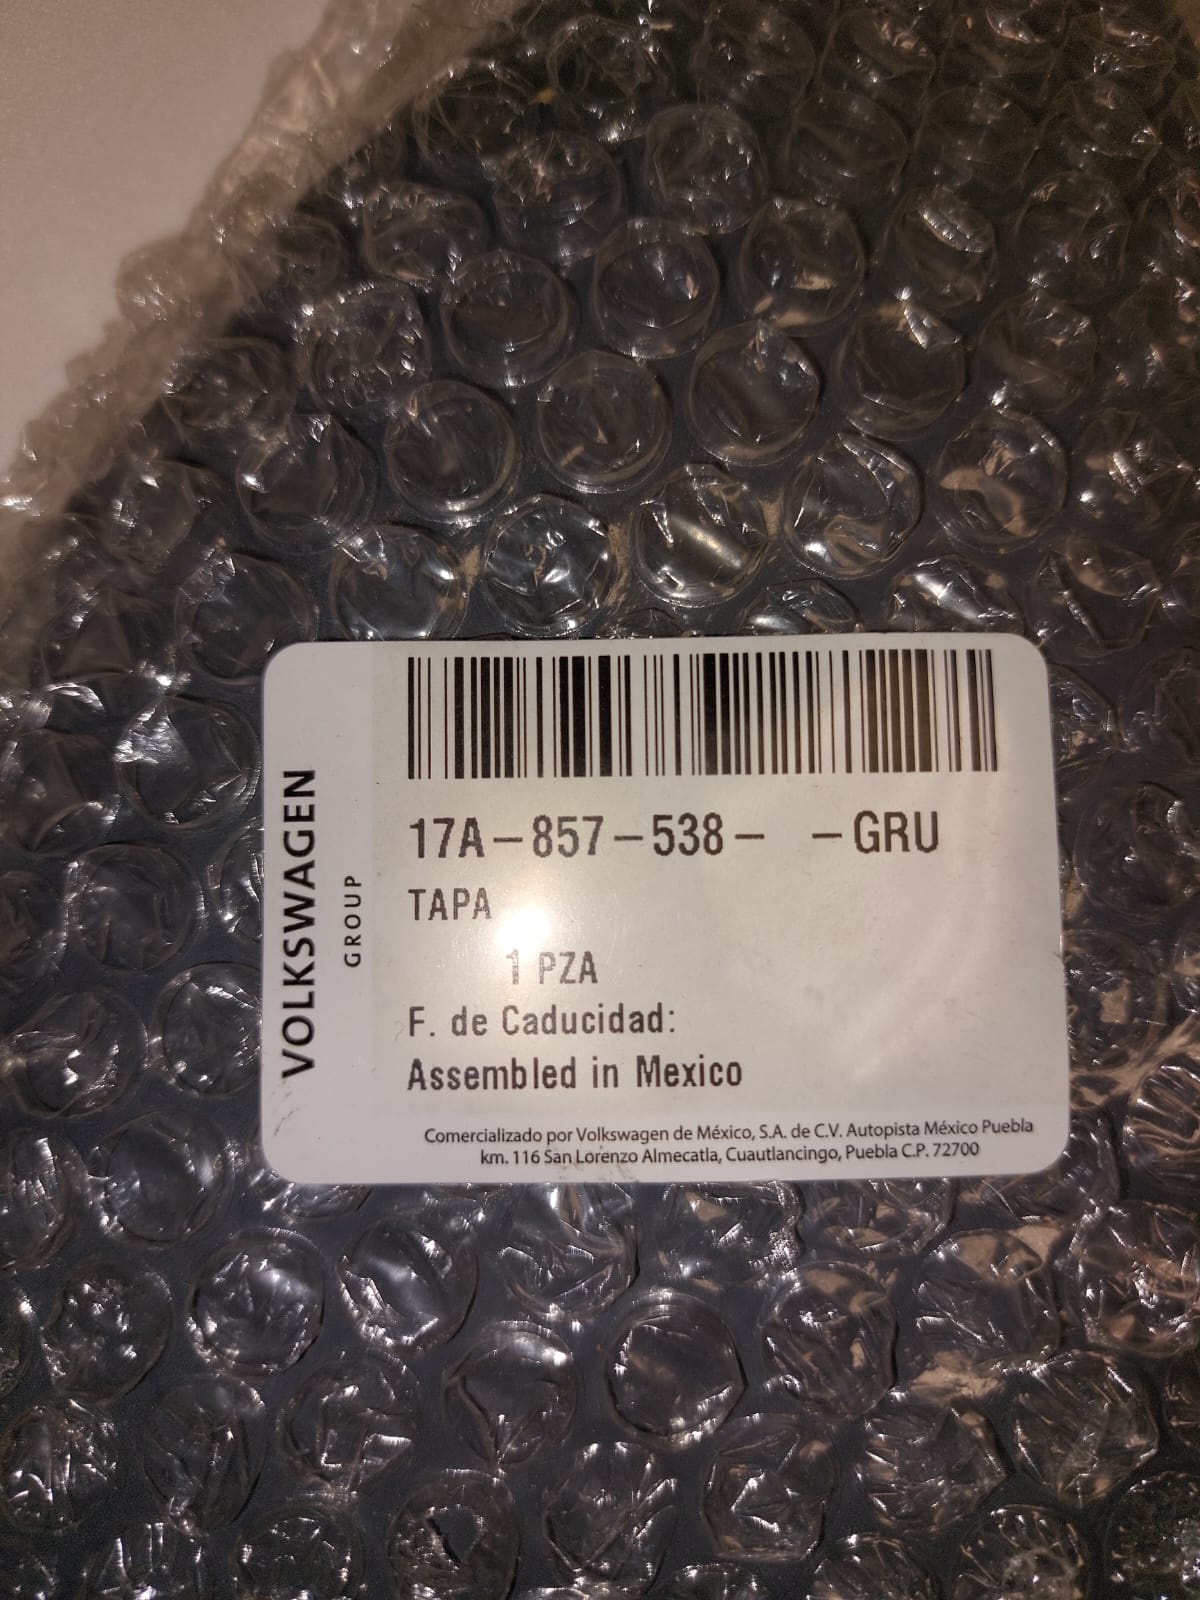 VOLKSWAGEN
GROUP
17A-857-538- -GRU
TAPA
1 PZA
F. de Caducidad:
Assembled in Mexico
Comercializado por Volkswagen de México, S.A. de C.V. Autopista México Puebla
km. 116 San Lorenzo Almecatla, Cuautlancingo, Puebla C.P. 72700